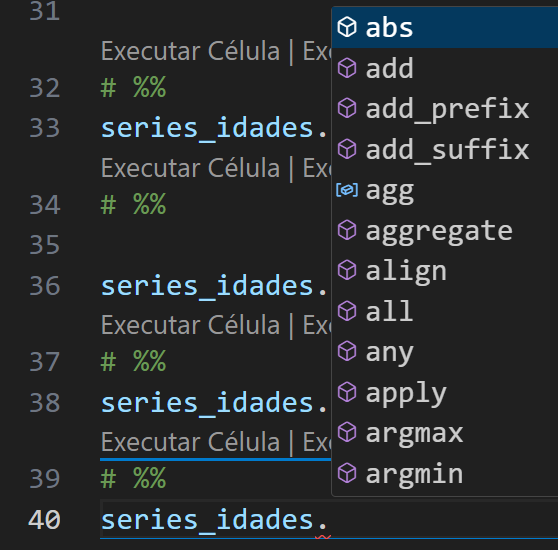 31
Executar Célula | Exe
32 # %%
33 series_idades.
Executar Célula | Exe
34 # %%
35
36 series_idades.
Executar Célula | Exe
37 # %%
38 series_idades.
Executar Célula | Exe
39 # %%
40 series_idades.
abs
add
add_prefix
add_suffix
agg
aggregate
align
all
any
apply
argmax
argmin